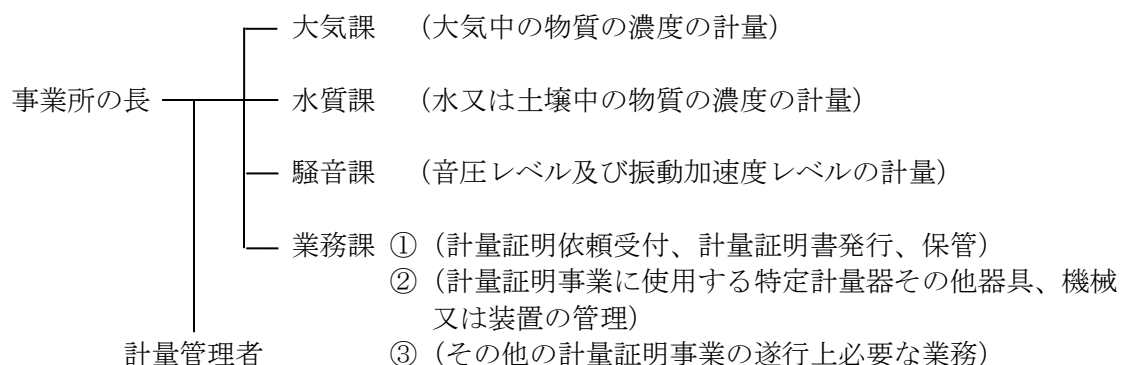 大気課 （大気中の物質の濃度の計量）
事業所の長 水質課 （水又は土壌中の物質の濃度の計量）
騒音課 （音圧レベル及び振動加速度レベルの計量）
業務課 ①（計量証明依頼受付、計量証明書発行、保管）
②（計量証明事業に使用する特定計量器その他器具、機械
又は装置の管理）
計量管理者 ③（その他の計量証明事業の遂行上必要な業務）